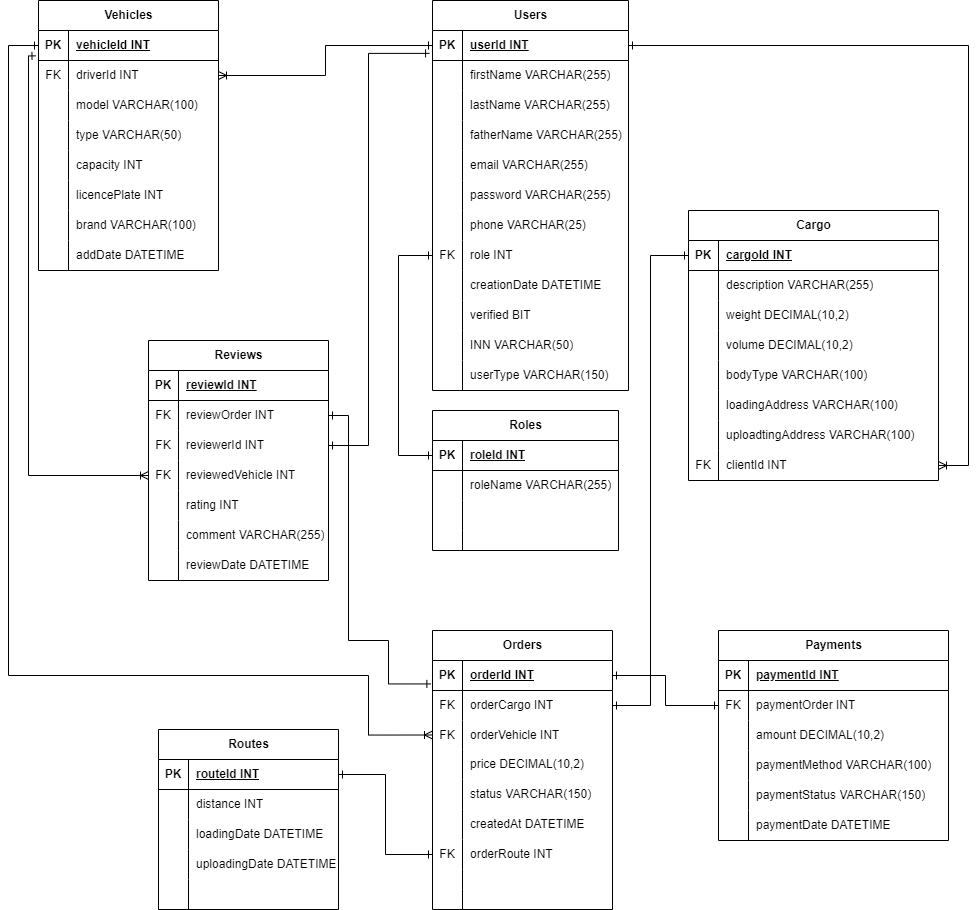 Vehicles
PK vehicleId INT
FK driverId INT
model VARCHAR(100)
type VARCHAR(50)
capacity INT
licencePlate INT
brand VARCHAR(100)
addDate DATETIME
Users
PK userId INT
firstName VARCHAR(255)
lastName VARCHAR(255)
fatherName VARCHAR(255)
email VARCHAR(255)
password VARCHAR(255)
phone VARCHAR(25)
FK role INT
creationDate DATETIME
verified BIT
INN VARCHAR(50)
userType VARCHAR(150)
Cargo
PK cargoId INT
description VARCHAR(255)
weight DECIMAL(10,2)
volume DECIMAL(10,2)
bodyType VARCHAR(100)
loadingAddress VARCHAR(100)
uploadtingAddress VARCHAR(100)
FK clientId INT
Reviews
PK reviewId INT
FK reviewOrder INT
FK reviewerId INT
FK reviewedVehicle INT
rating INT
comment VARCHAR(255)
reviewDate DATETIME
Roles
PK roleId INT
roleName VARCHAR(255)
Orders
PK orderId INT
FK orderCargo INT
FK orderVehicle INT
price DECIMAL(10,2)
status VARCHAR(150)
createdAt DATETIME
FK orderRoute INT
Payments
PK paymentId INT
FK paymentOrder INT
amount DECIMAL(10,2)
paymentMethod VARCHAR(100)
paymentStatus VARCHAR(150)
paymentDate DATETIME
Routes
PK routeId INT
distance INT
loadingDate DATETIME
uploadingDate DATETIME